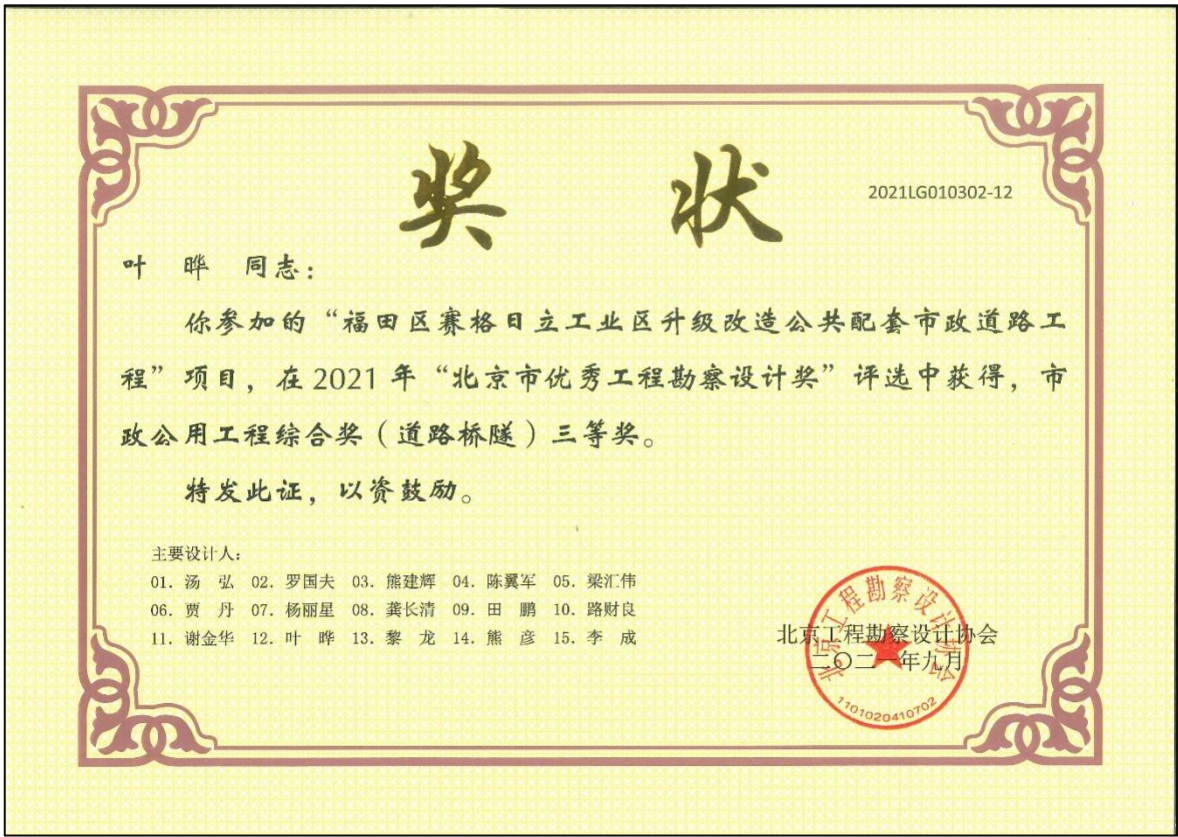 奖 状
2021LG010302-12
叶 晔 同志：
你参加的“福田区赛格日立工业区升级改造公共配套市政道路工
程”项目，在2021年“北京市优秀工程勘察设计奖”评选中获得，市
政公用工程综合奖（道路桥隧）三等奖。
特发此证，以资鼓励。
主要设计人：
01. 汤 弘 02. 罗国夫 03. 熊建辉 04. 陈翼军 05. 梁汇伟
06. 贾 丹 07. 杨丽星 08. 龚长清 09. 田 鹏 10. 路财良
11. 谢金华 12. 叶 晔 13. 黎 龙 14. 熊 彦 15. 李 成
北京工程勘察设计协会
二〇二一年九月
北京工程勘察设计协会
1101020410702